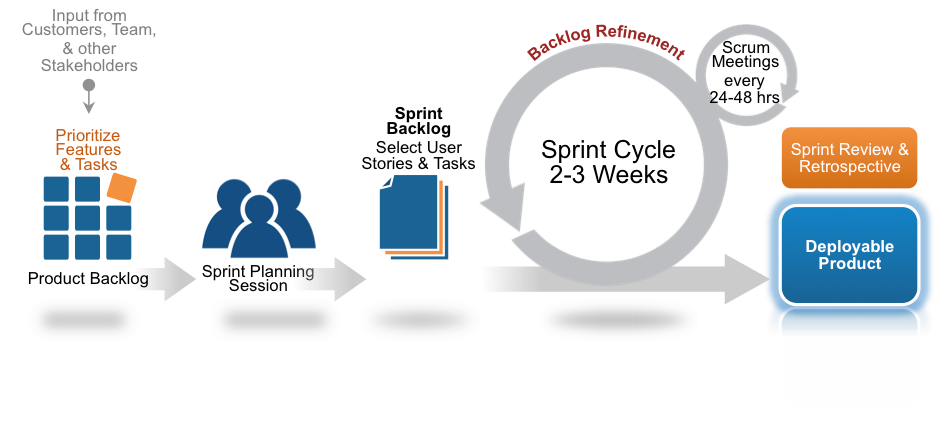 Input from
Customers, Team,
& other
Stakeholders
Prioritize
Features
& Tasks
Product Backlog
Sprint Planning
Session
Sprint
Backlog
Select User
Stories & Tasks
Backlog Refinement
Sprint Cycle
2-3 Weeks
Scrum
Meetings
every
24-48 hrs
Sprint Review &
Retrospective
Deployable
Product